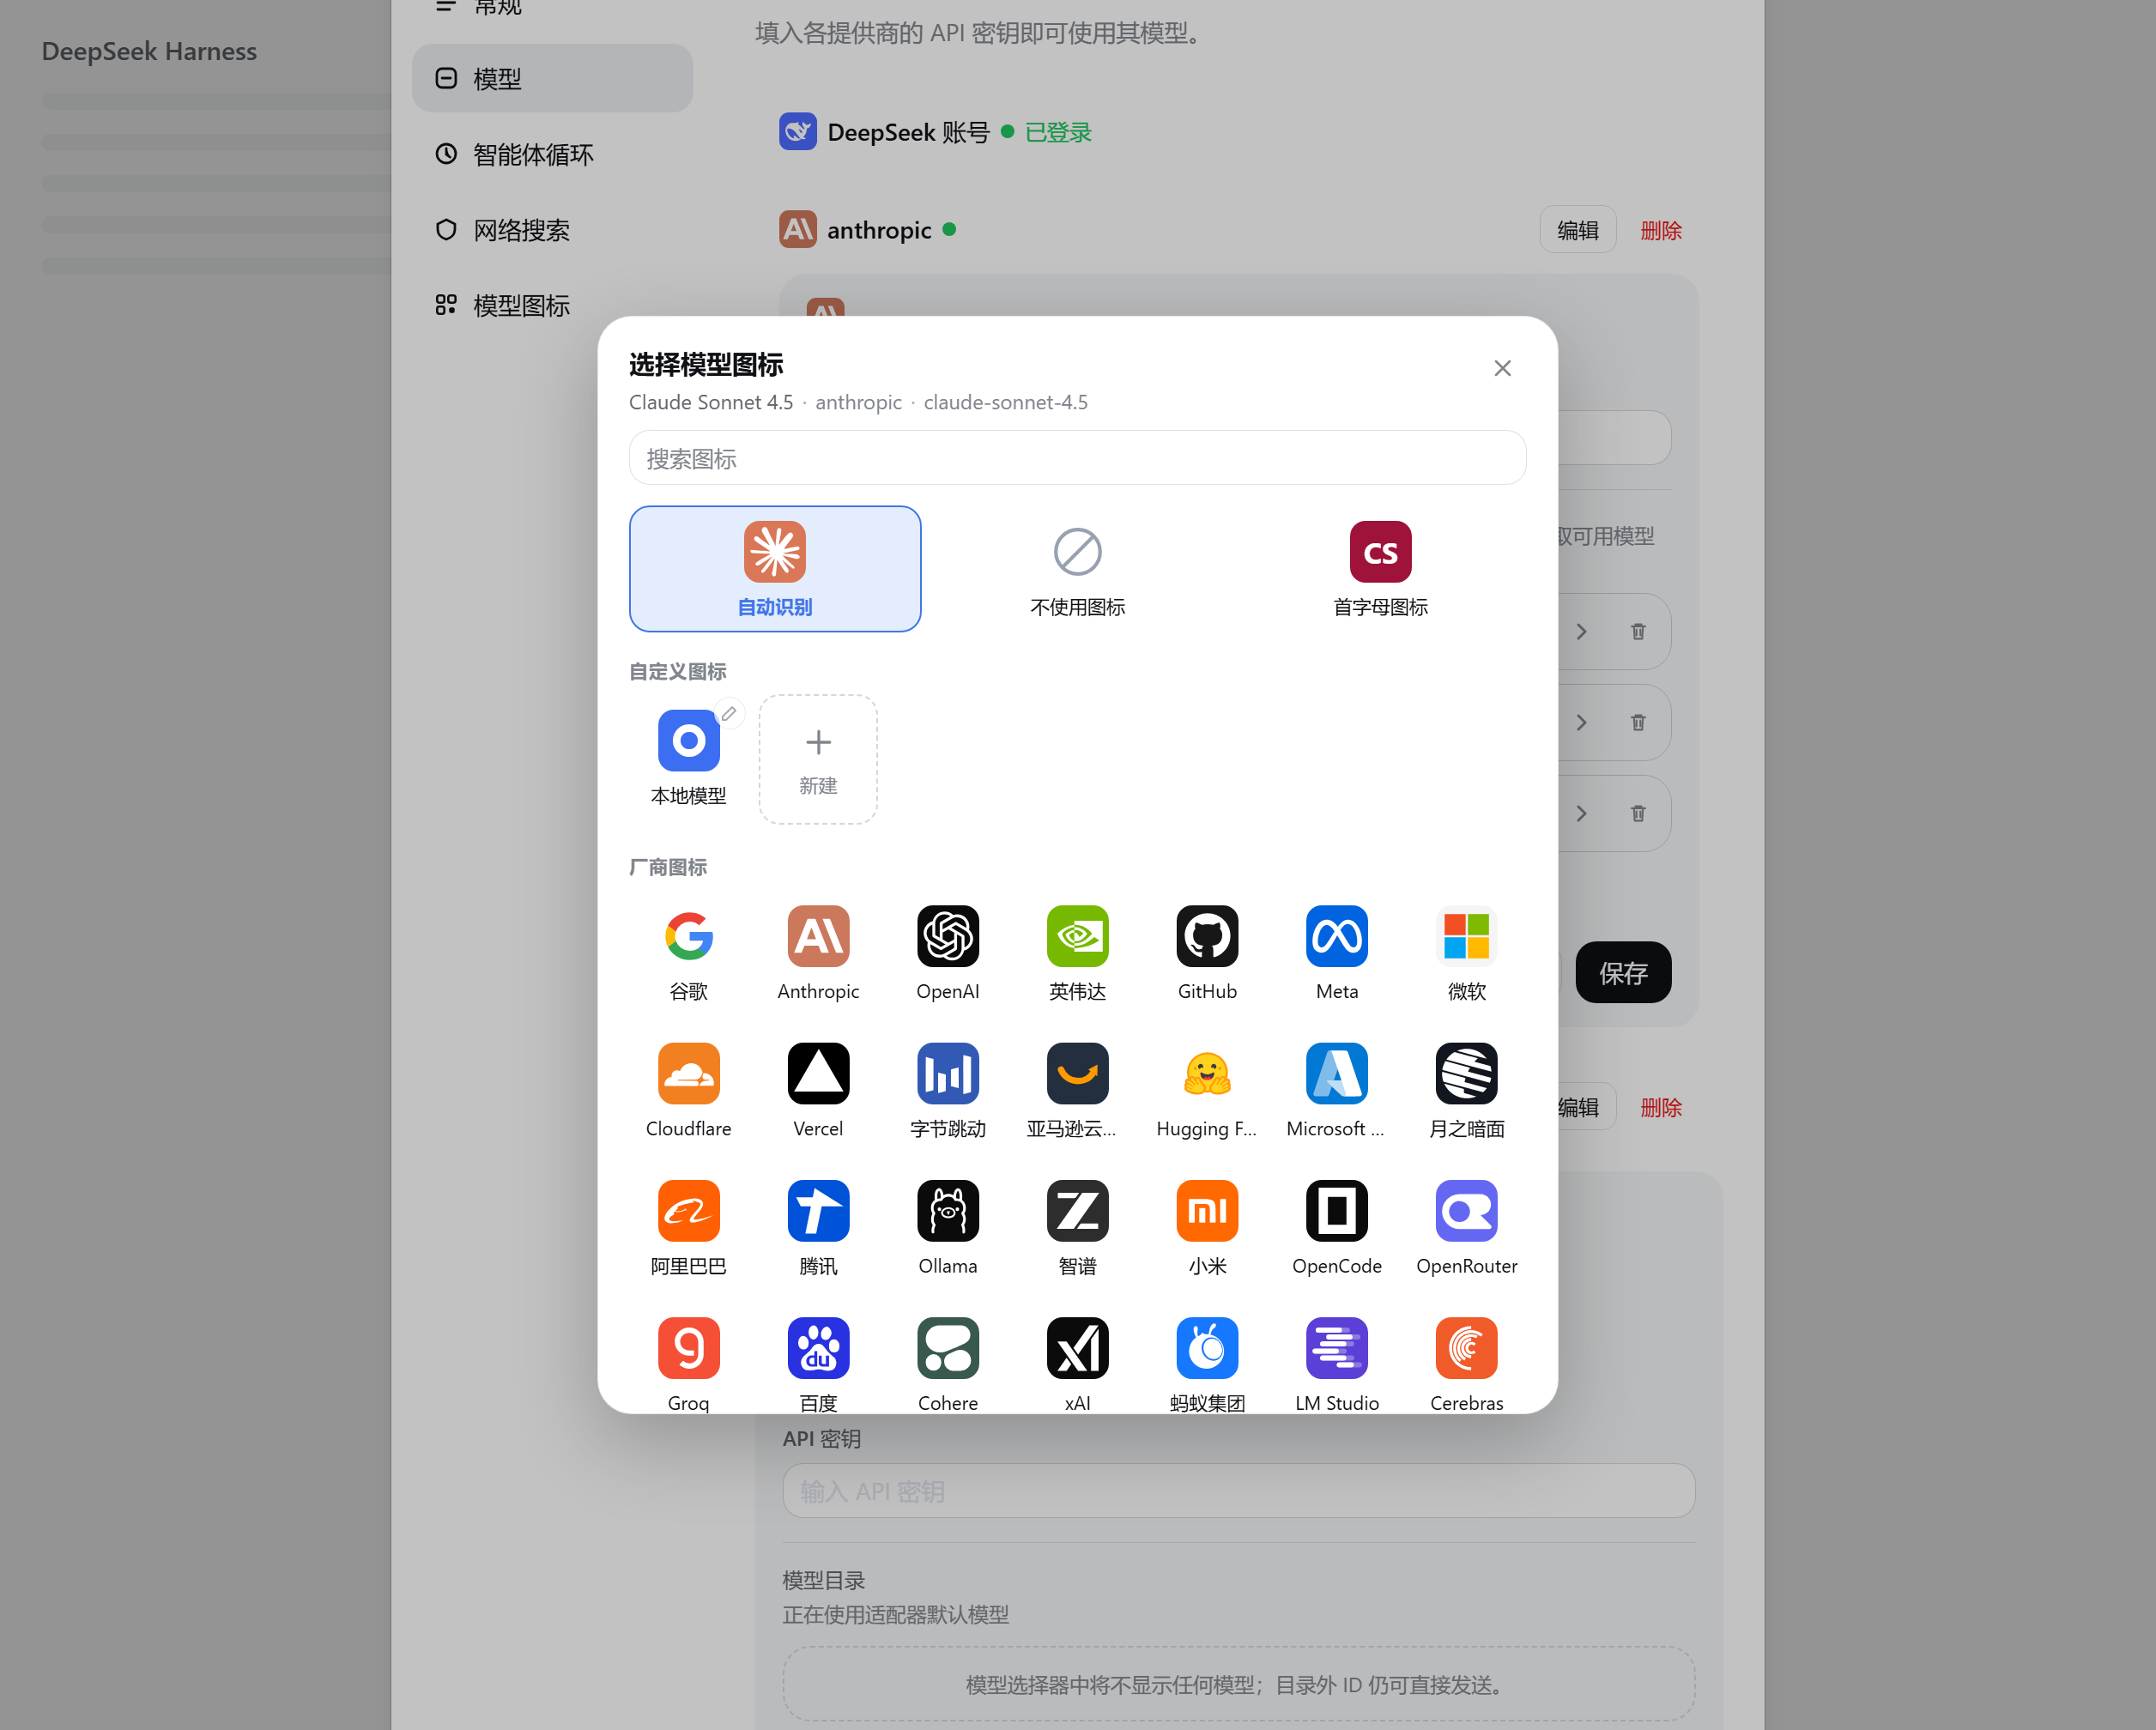 DeepSeek Harness
常规
模型
智能体循环
网络搜索
模型图标
填入各提供商的 API 密钥即可使用其模型。
DeepSeek 账号 已登录
anthropic
编辑 删除
选择模型图标
Claude Sonnet 4.5 · anthropic · claude-sonnet-4.5
搜索图标
自动识别
不使用图标
CS
首字母图标
取可用模型
自定义图标
本地模型
新建
厂商图标
谷歌
Anthropic
OpenAI
英伟达
GitHub
Meta
微软
保存
Cloudflare
Vercel
字节跳动
亚马逊云...
Hugging F...
Microsoft ...
月之暗面
编辑 删除
阿里巴巴
腾讯
Ollama
智谱
小米
OpenCode
OpenRouter
du
Groq
百度
Cohere
xAI
蚂蚁集团
LM Studio
Cerebras
API 密钥
输入 API 密钥
模型目录
正在使用适配器默认模型
模型选择器中将不显示任何模型；目录外 ID 仍可直接发送。